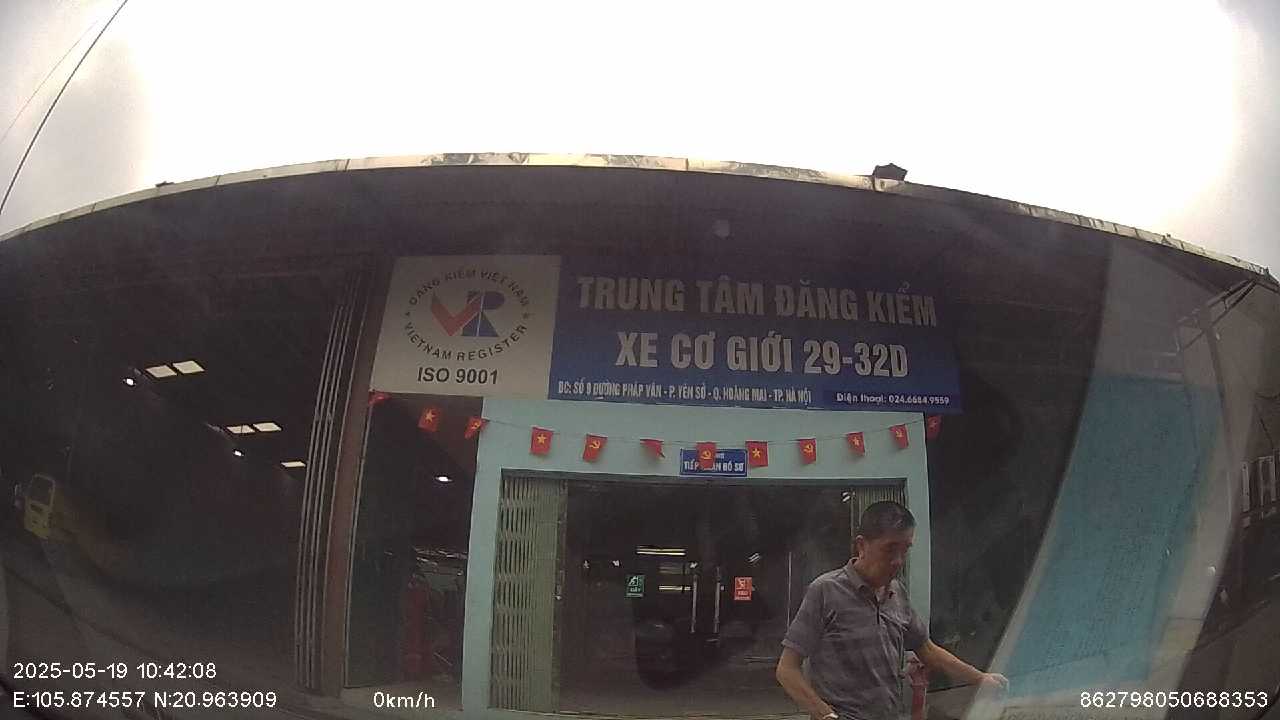 ĐĂNG KIỂM VIỆT NAM
VR
VIETNAM REGISTER
ISO 9001
TRUNG TÂM ĐĂNG KIỂM
XE CƠ GIỚI 29-32D
ĐC: SỐ 9 ĐƯỜNG PHÁP VÂN - P. YÊN SỞ - Q. HOÀNG MAI - TP. HÀ NỘI
Điện thoại: 024.6684.9559
TIẾP HỒ SƠ
2025-05-19 10:42:08
E:105.874557 N:20.963909
0km/h
862798050688353